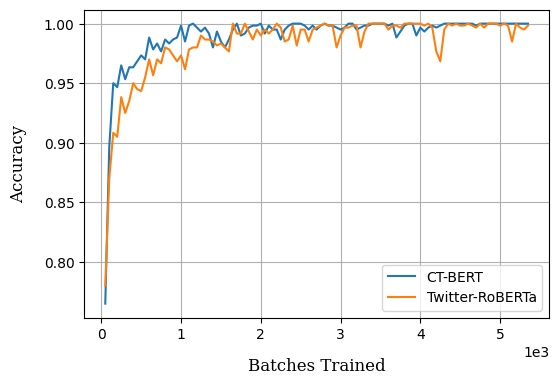 1.00
0.95
0.90
0.85
0.80
Accuracy
0
1
2
3
4
5
1e3
Batches Trained
CT-BERT
Twitter-RoBERTa